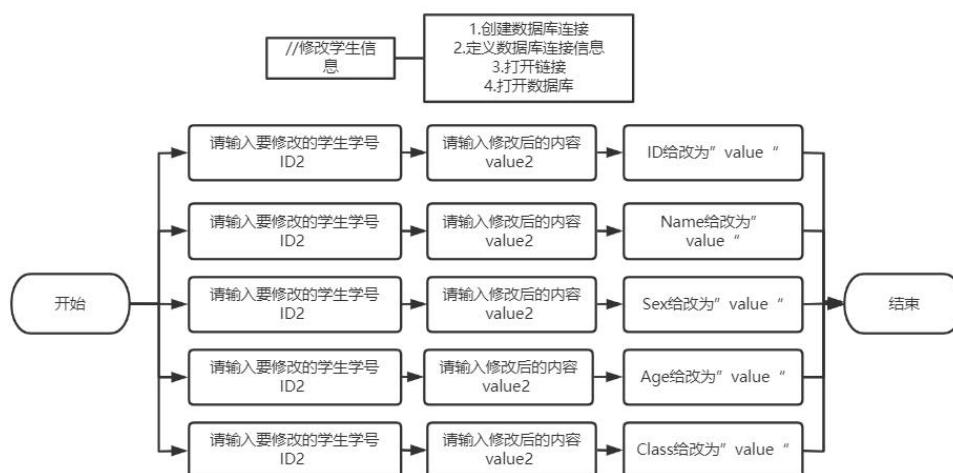 //修改学生信
息
1.创建数据库连接
2.定义数据库连接信息
3.打开链接
4.打开数据库
请输入要修改的学生学号
ID2
请输入修改后的内容
value2
ID给改为”value“
请输入要修改的学生学号
ID2
请输入修改后的内容
value2
Name给改为”
value“
开始
请输入要修改的学生学号
ID2
请输入修改后的内容
value2
Sex给改为”value“
结束
请输入要修改的学生学号
ID2
请输入修改后的内容
value2
Age给改为”value“
请输入要修改的学生学号
ID2
请输入修改后的内容
value2
Class给改为”value“